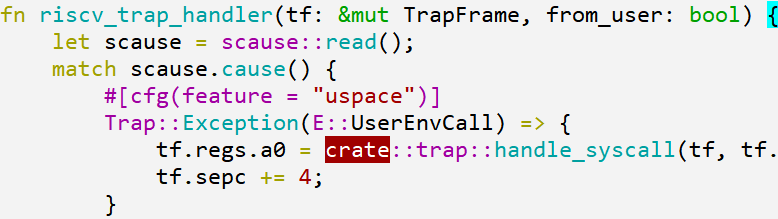 fn riscv_trap_handler(tf: &mut TrapFrame, from_user: bool) {
    let scause = scause::read();
    match scause.cause() {
        #[cfg(feature = "uspace")]
        Trap::Exception(E::UserEnvCall) => {
            tf.regs.a0 = crate::trap::handle_syscall(tf, tf.
            tf.sepc += 4;
        }